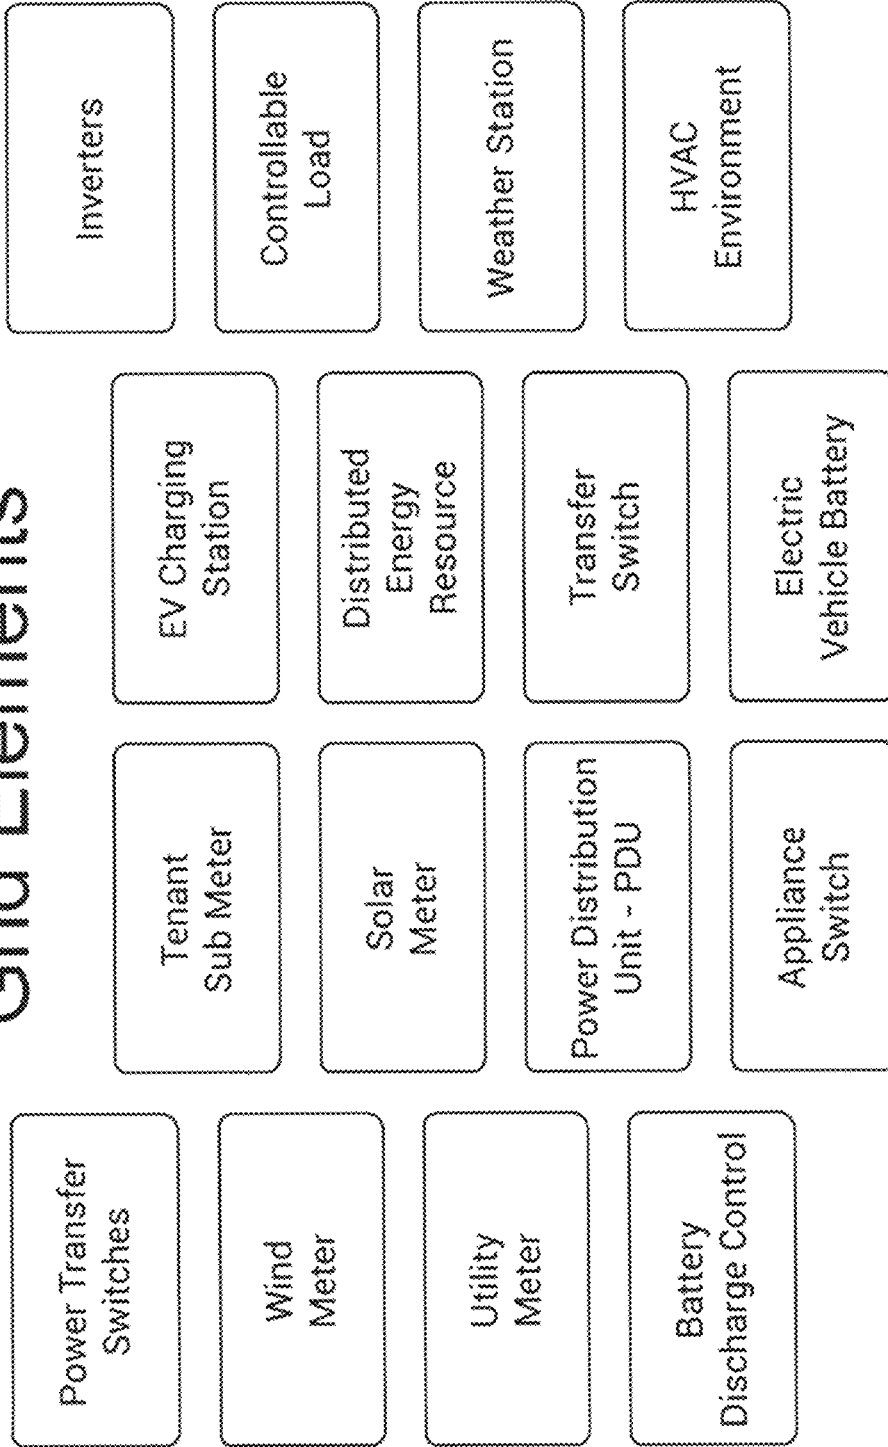 Grid Elements
Power Transfer
Switches
Wind
Meter
Utility
Meter
Battery
Discharge Control
Tenant
Sub Meter
Solar
Meter
Power Distribution
Unit - PDU
Appliance
Switch
EV Charging
Station
Distributed
Energy
Resource
Transfer
Switch
Electric
Vehicle Battery
Inverters
Controllable
Load
Weather Station
HVAC
Environment